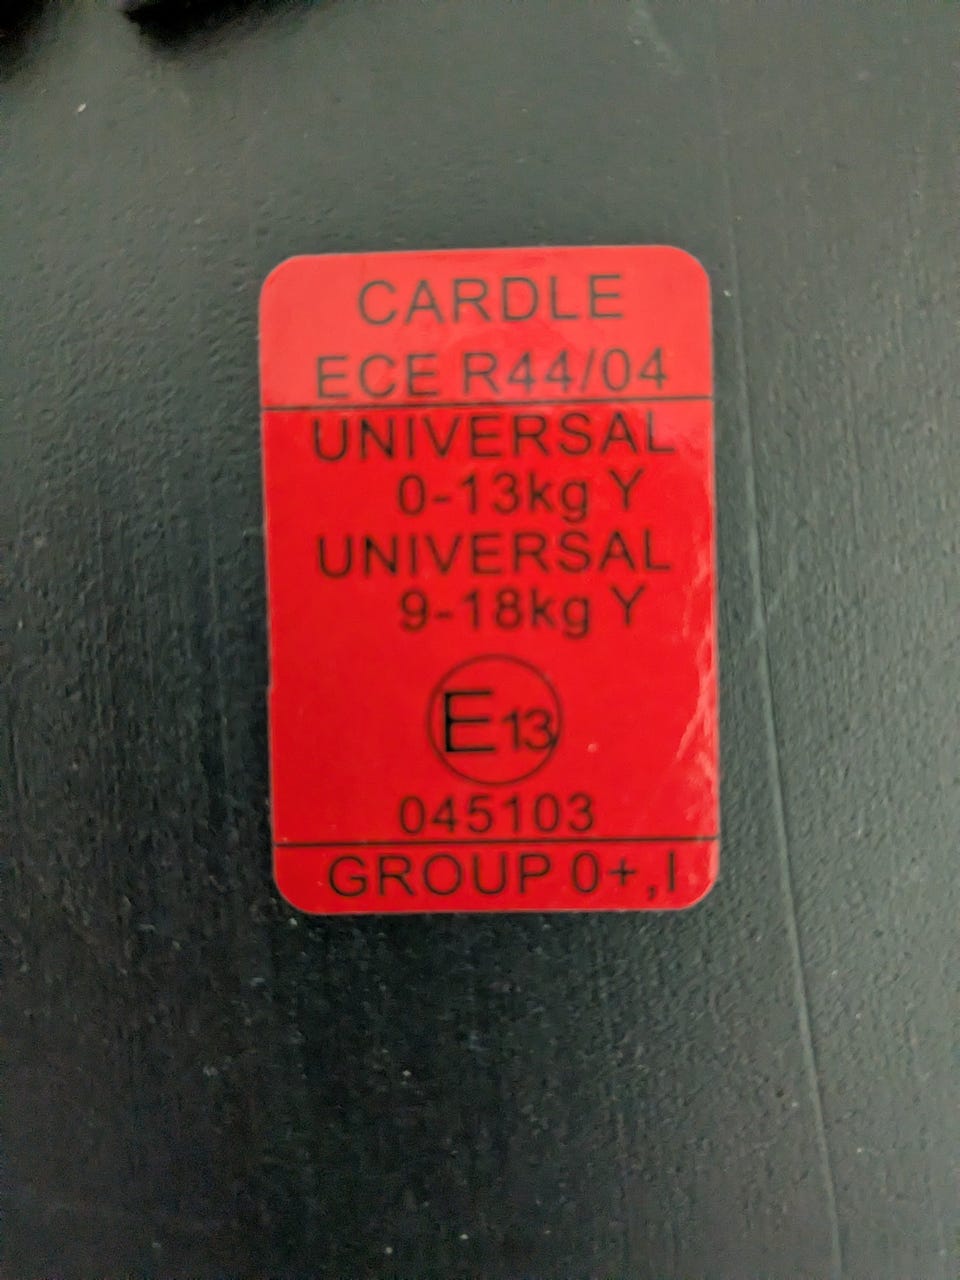 CARDLE
ECE R44/04
UNIVERSAL
0-13kg Y
UNIVERSAL
9-18kg Y
E13
045103
GROUP 0+,I